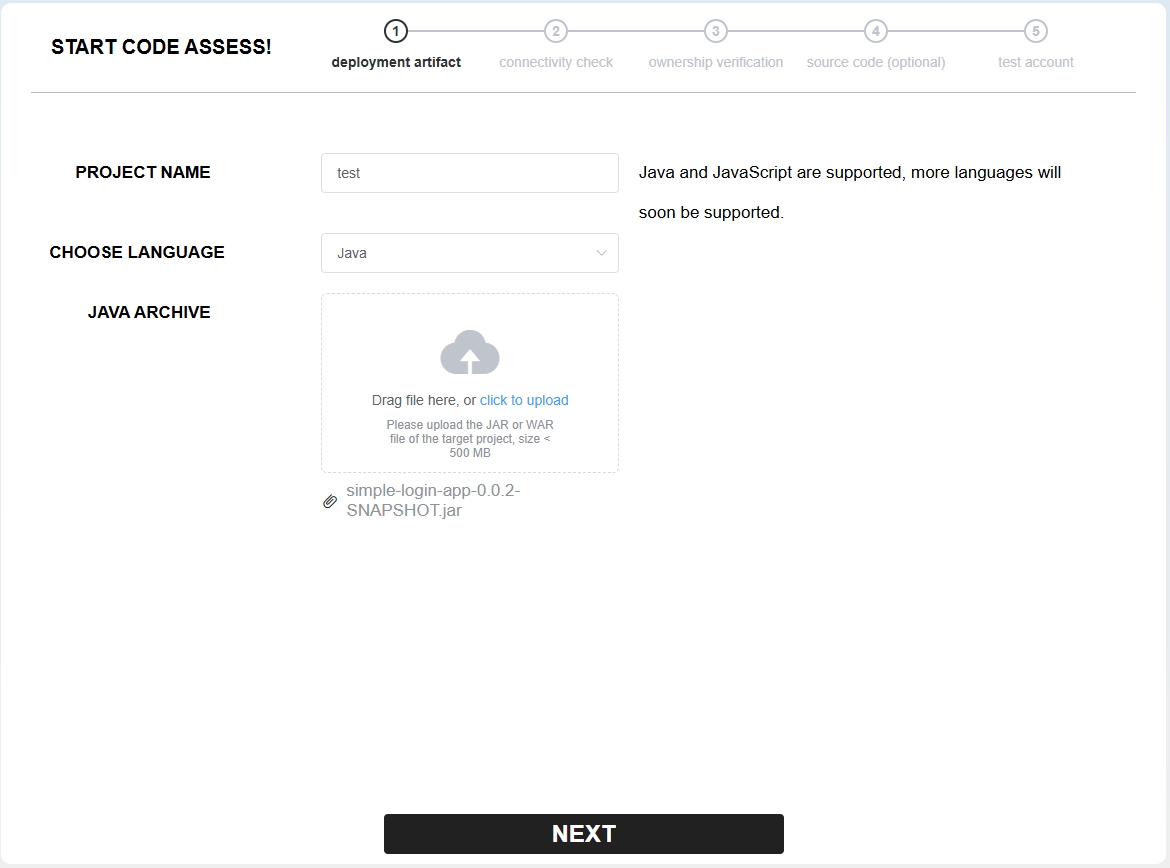 START CODE ASSESS!
1
2
3
4
5
deployment artifact
connectivity check
ownership verification
source code (optional)
test account
PROJECT NAME
test
Java and JavaScript are supported, more languages will
soon be supported.
CHOOSE LANGUAGE
Java
JAVA ARCHIVE
Drag file here, or click to upload
Please upload the JAR or WAR
file of the target project, size <
500 MB
simple-login-app-0.0.2-
SNAPSHOT.jar
NEXT